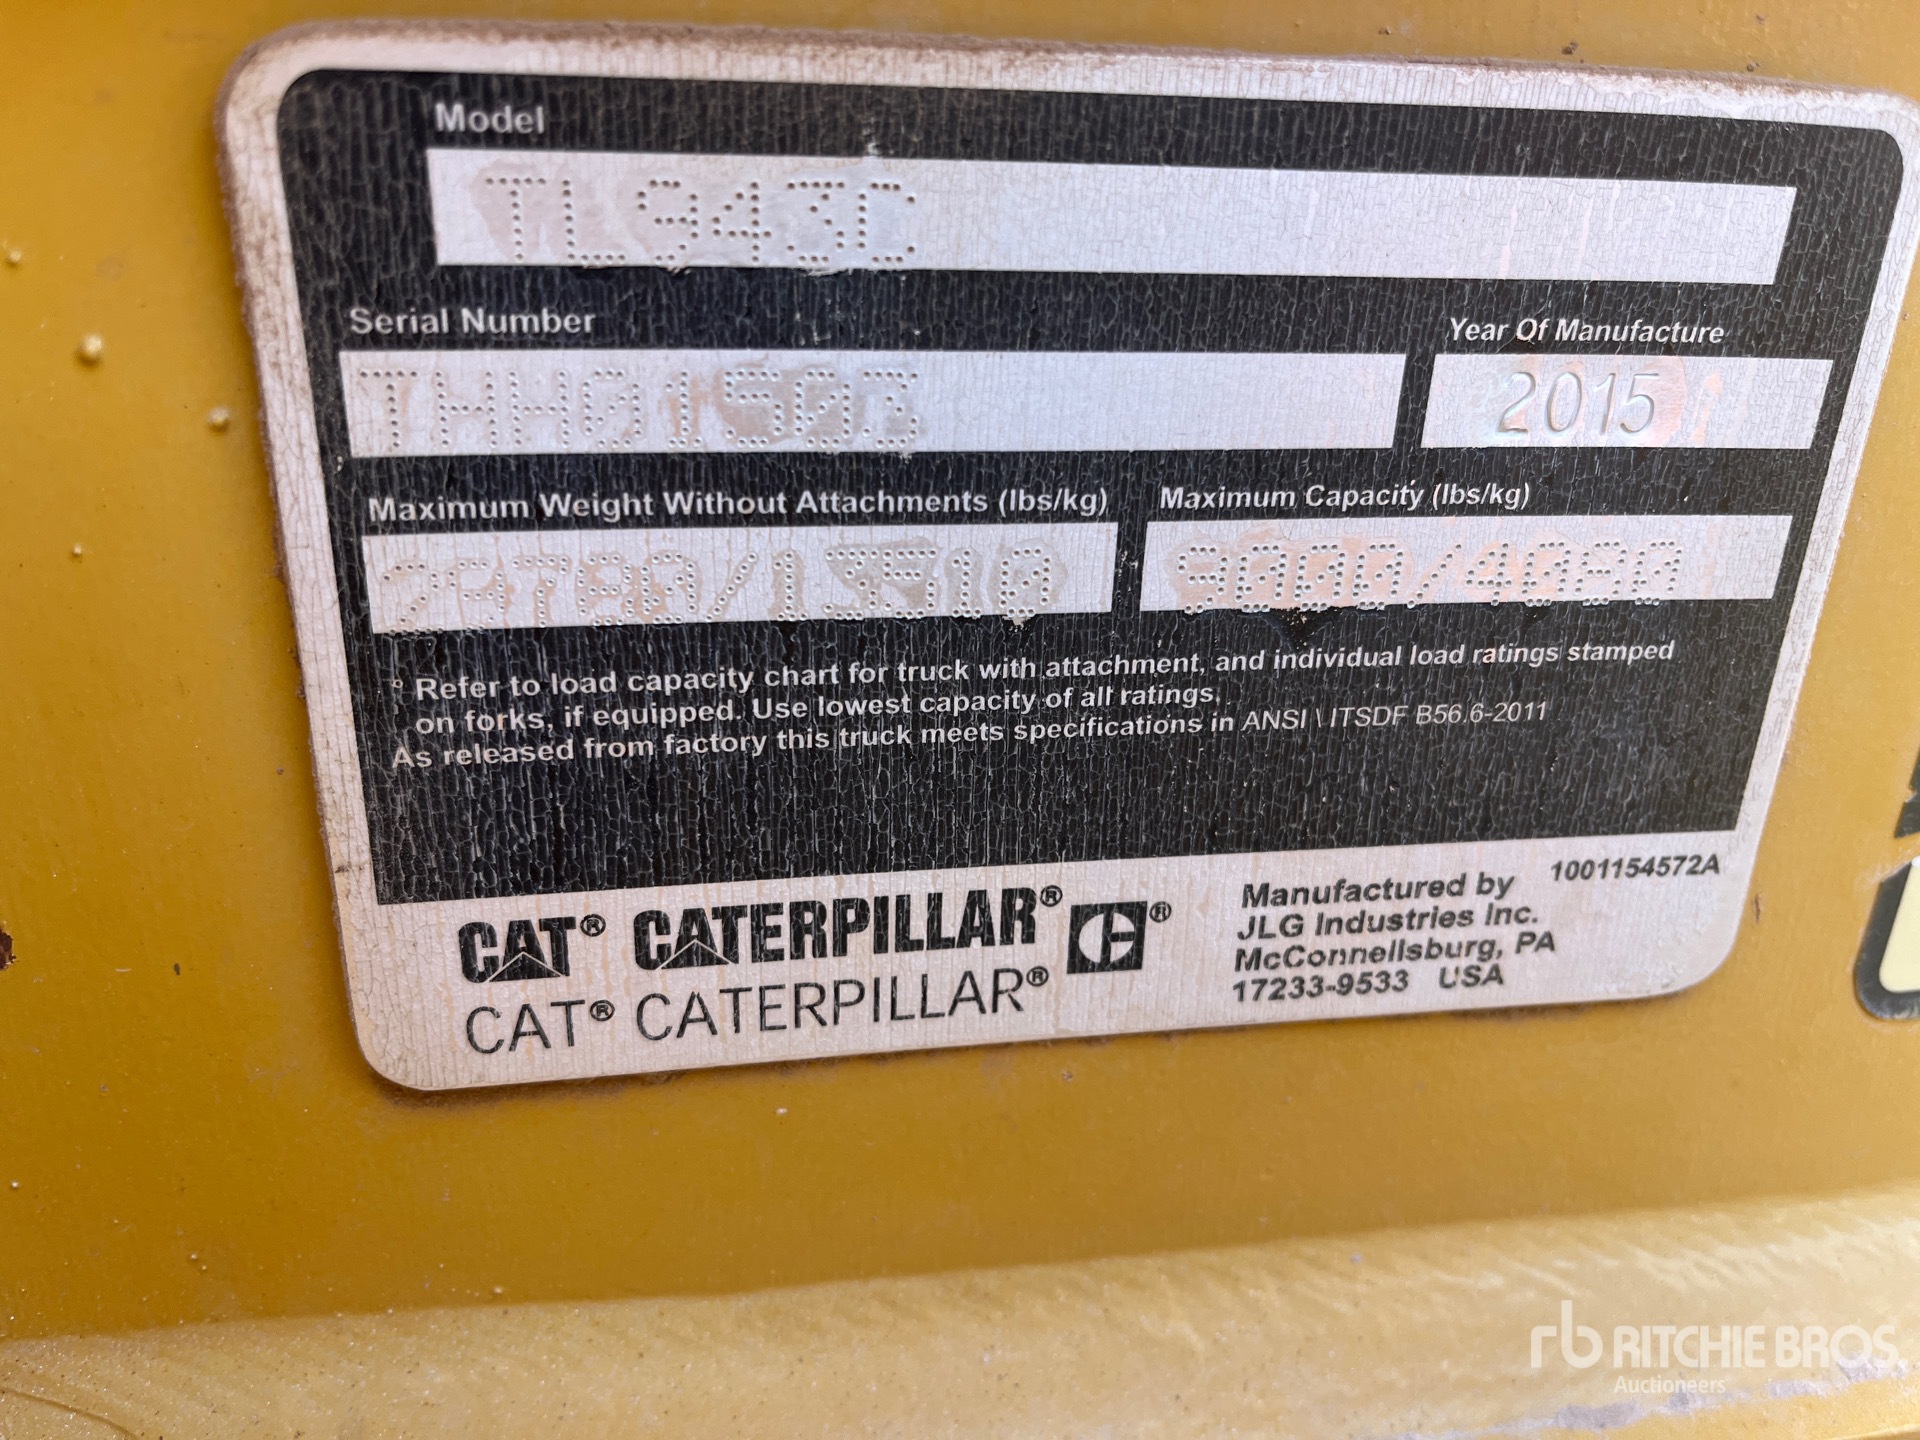 Model
TL943C
Serial Number
THH01503
Year Of Manufacture
2015
Maximum Weight Without Attachments (lbs/kg)
29780/13510
Maximum Capacity (lbs/kg)
9000/4080
° Refer to load capacity chart for truck with attachment, and individual load ratings stamped
on forks, if equipped. Use lowest capacity of all ratings.
As released from factory this truck meets specifications in ANSI \ ITSDF B56.6-2011
CAT® CATERPILLAR® ®
CAT® CATERPILLAR®
Manufactured by
JLG Industries Inc.
McConnellsburg, PA
17233-9533 USA
1001154572A
rb RITCHIE BROS.
Auctioneers